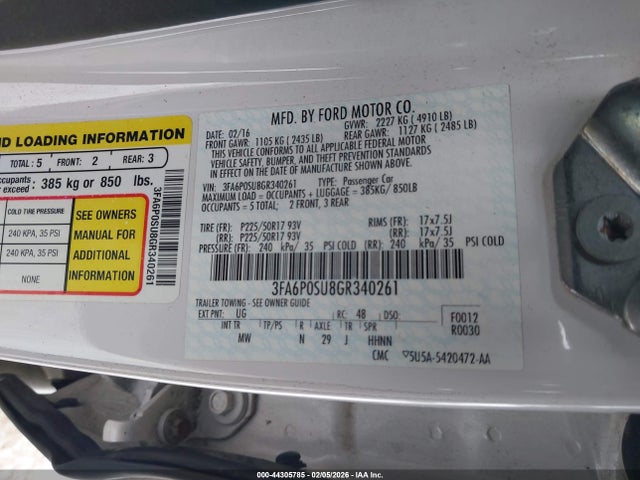 ND LOADING INFORMATION
TOTAL: 5 FRONT: 2 REAR: 3
occupants
exceed: 385 kg or 850 lbs.
COLD TIRE PRESSURE
240 KPA, 35 PSI
240 KPA, 35 PSI
NONE
SEE OWNERS
MANUAL FOR
ADDITIONAL
INFORMATION
3FA6P0SU8GR340261
MFD. BY FORD MOTOR CO.
DATE: 02/16 GVWR: 2227 KG ( 4910 LB)
FRONT GAWR: 1105 KG ( 2435 LB) REAR GAWR: 1127 KG ( 2485 LB)
THIS VEHICLE CONFORMS TO ALL APPLICABLE FEDERAL MOTOR
VEHICLE SAFETY, BUMPER, AND THEFT PREVENTION STANDARDS
IN EFFECT ON THE DATE OF MANUFACTURE SHOWN ABOVE.
VIN: 3FA6P0SU8GR340261 TYPE: Passenger Car
MAXIMUM LOAD = OCCUPANTS + LUGGAGE = 385KG/ 850LB
OCCUPANTS = 5 TOTAL: 2 FRONT, 3 REAR
TIRE (FR): P225/50R17 93V RIMS (FR): 17x7.5J
(RR): P225/50R17 93V (RR): 17x7.5J
PRESSURE (FR): 240 kPa/ 35 PSI COLD (RR): 240 kPa/ 35 PSI COLD
3FA6P0SU8GR340261
TRAILER TOWING - SEE OWNER GUIDE
EXT PNT: UG RC: 48 DSO: F0012
R0030
INT TR TP/PS R AXLE TR SPR
MW N 29 J HHNN
CMC 5U5A-5420472-AA
000-44305785 - 02/05/2026 - IAAI.COM